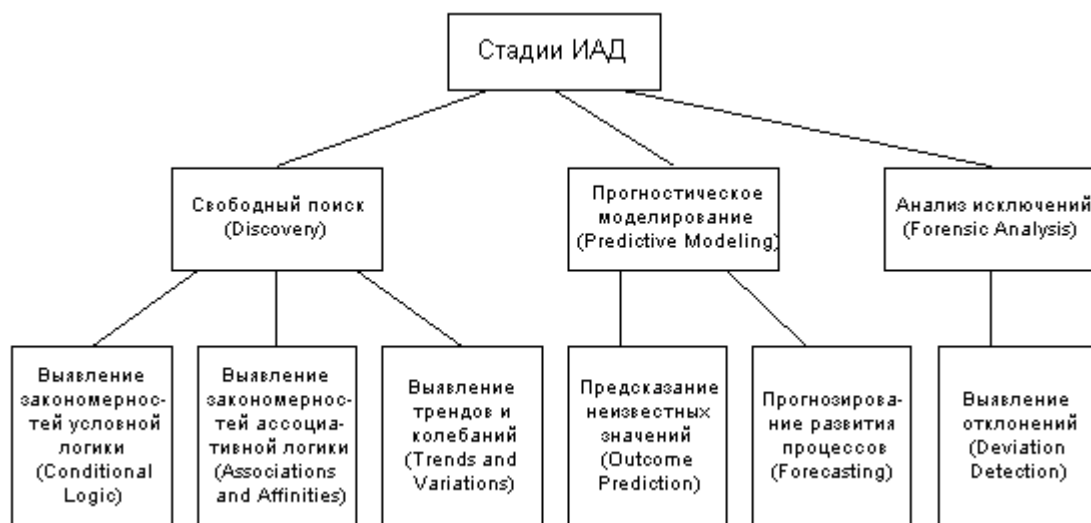 Стадии ИАД
Свободный поиск
(Discovery)
Прогностическое
моделирование
(Predictive Modeling)
Анализ исключений
(Forensic Analysis)
Выявление
закономернос-
тей условной
логики
(Conditional
Logic)
Выявление
закономернос-
тей ассоциа-
тивной логики
(Associations
and Affinities)
Выявление
трендов и
колебаний
(Trends and
Variations)
Предсказание
неизвестных
значений
(Outcome
Prediction)
Прогнозирова-
ние развития
процессов
(Forecasting)
Выявление
отклонений
(Deviation
Detection)